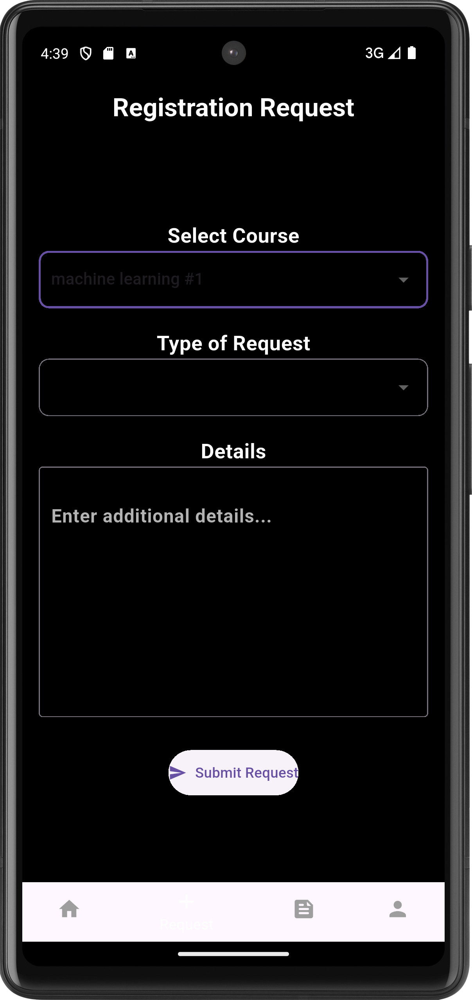 4:39
3G
Registration Request
Select Course
machine learning #1
Type of Request
Details
Enter additional details...
Submit Request
Request